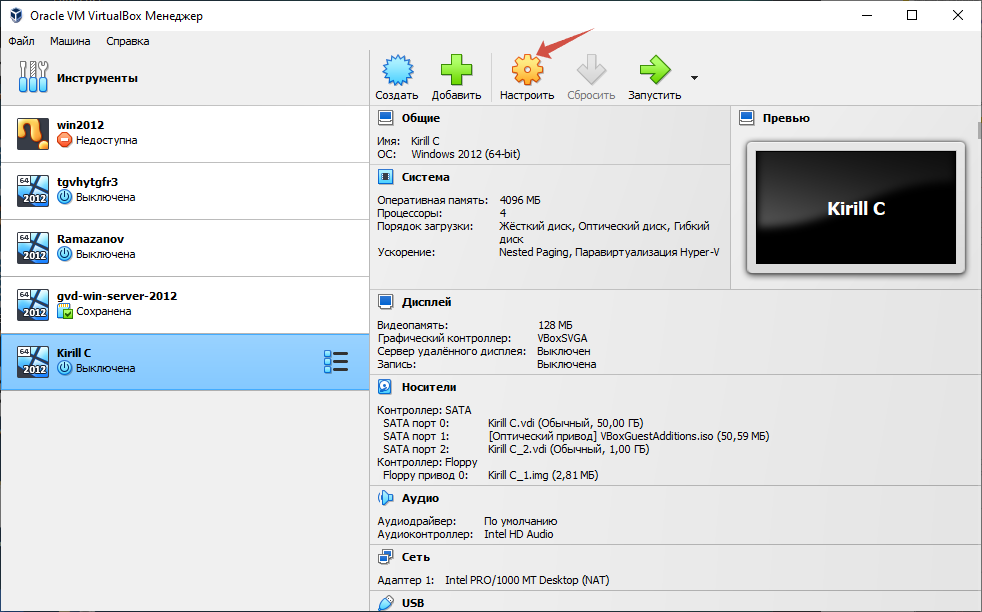 Oracle VM VirtualBox Менеджер
Файл Машина Справка
Инструменты
Создать Добавить Настроить Сбросить Запустить
win2012
Недоступна
64
2012
tgvhytgfr3
Выключена
64
2012
Ramazanov
Выключена
64
2012
gvd-win-server-2012
Сохранена
64
2012
Kirill C
Выключена
Общие
Имя: Kirill C
ОС: Windows 2012 (64-bit)
Превью
Kirill C
Система
Оперативная память: 4096 МБ
Процессоры: 4
Порядок загрузки: Жёсткий диск, Оптический диск, Гибкий
диск
Ускорение: Nested Paging, Паравиртуализация Hyper-V
Дисплей
Видеопамять: 128 МБ
Графический контроллер: VBoxSVGA
Сервер удалённого дисплея: Выключен
Запись: Выключена
Носители
Контроллер: SATA
SATA порт 0: Kirill C.vdi (Обычный, 50,00 ГБ)
SATA порт 1: [Оптический привод] VBoxGuestAdditions.iso (50,59 МБ)
SATA порт 2: Kirill C_2.vdi (Обычный, 1,00 ГБ)
Контроллер: Floppy
Floppy привод 0: Kirill C_1.img (2,81 МБ)
Аудио
Аудиодрайвер: По умолчанию
Аудиоконтроллер: Intel HD Audio
Сеть
Адаптер 1: Intel PRO/1000 MT Desktop (NAT)
USB